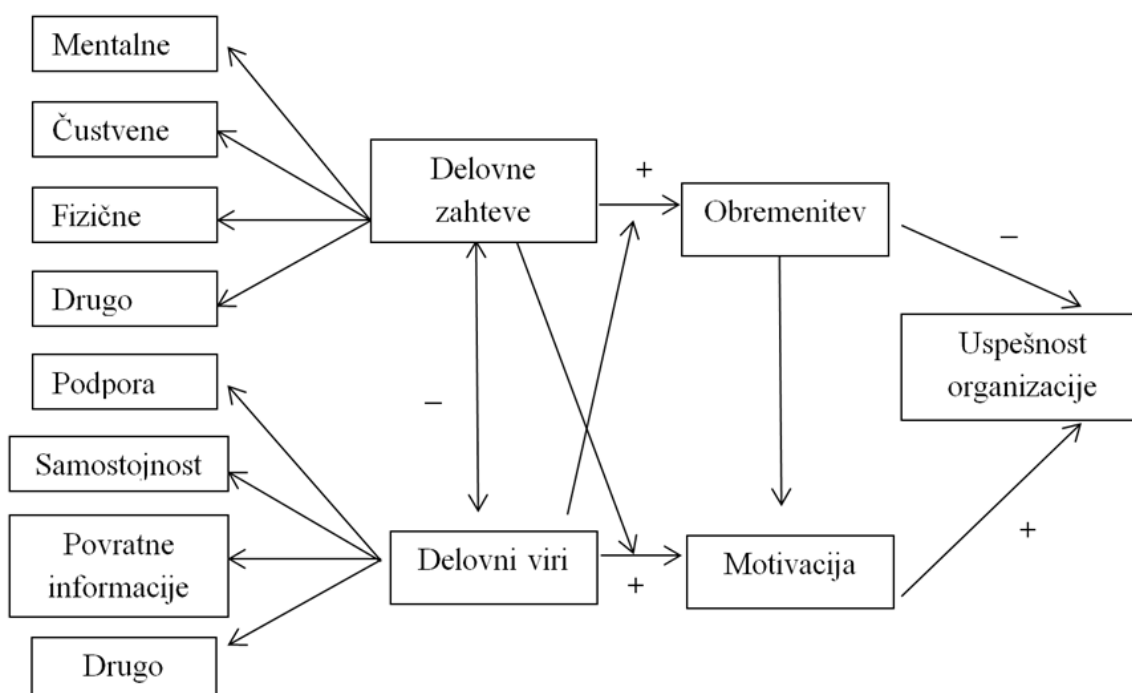 Mentalne
Čustvene
Fizične
Drugo
Podpora
Samostojnost
Povratne
informacije
Drugo
Delovne
zahteve
–
Delovni viri
+
+
Obremenitev
Motivacija
–
Uspešnost
organizacije
+